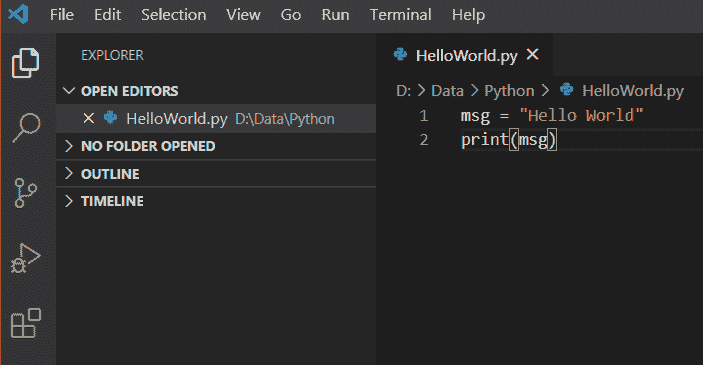 File Edit Selection View Go Run Terminal Help
EXPLORER
OPEN EDITORS
HelloWorld.py D:\Data\Python
NO FOLDER OPENED
OUTLINE
TIMELINE
HelloWorld.py
D: > Data > Python > HelloWorld.py
1 msg = "Hello World"
2 print(msg)